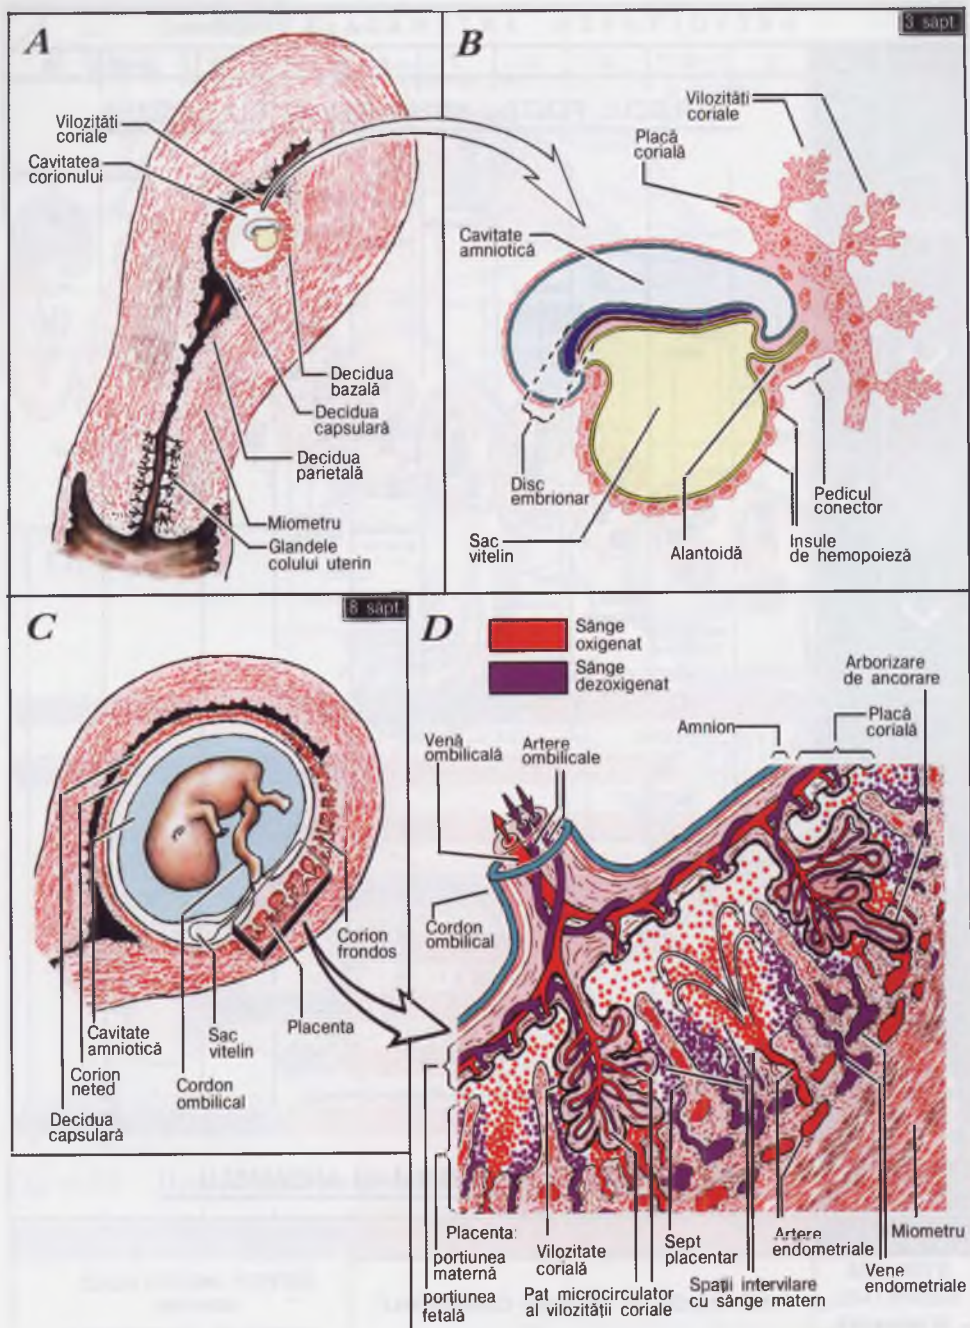 A
Vilozități
coriale
Cavitatea
corionului
Decidua
bazală
Decidua
capsulară
Decidua
parietală
Miometru
Glandele
colului uterin
B
3 săpt.
Vilozități
coriale
Placă
corială
Cavitate
amniotică
Disc
embrionar
Sac
vitelin
Alantoidă
Pedicul
conector
Insule
de hemopoieză
C
8 săpt.
Corion
frondos
Placenta
Sac
vitelin
Cordon
ombilical
Cavitate
amniotică
Corion
neted
Decidua
capsulară
D
Sânge
oxigenat
Sânge
dezoxigenat
Arborizare
de ancorare
Placă
corială
Amnion
Venă
ombilicală
Artere
ombilicale
Cordon
ombilical
Placenta:
porțiunea
maternă
porțiunea
fetală
Vilozitate
corială
Pat microcirculator
al vilozității coriale
Sept
placentar
Spații intervilare
cu sânge matern
Artere
endometriale
Vene
endometriale
Miometru